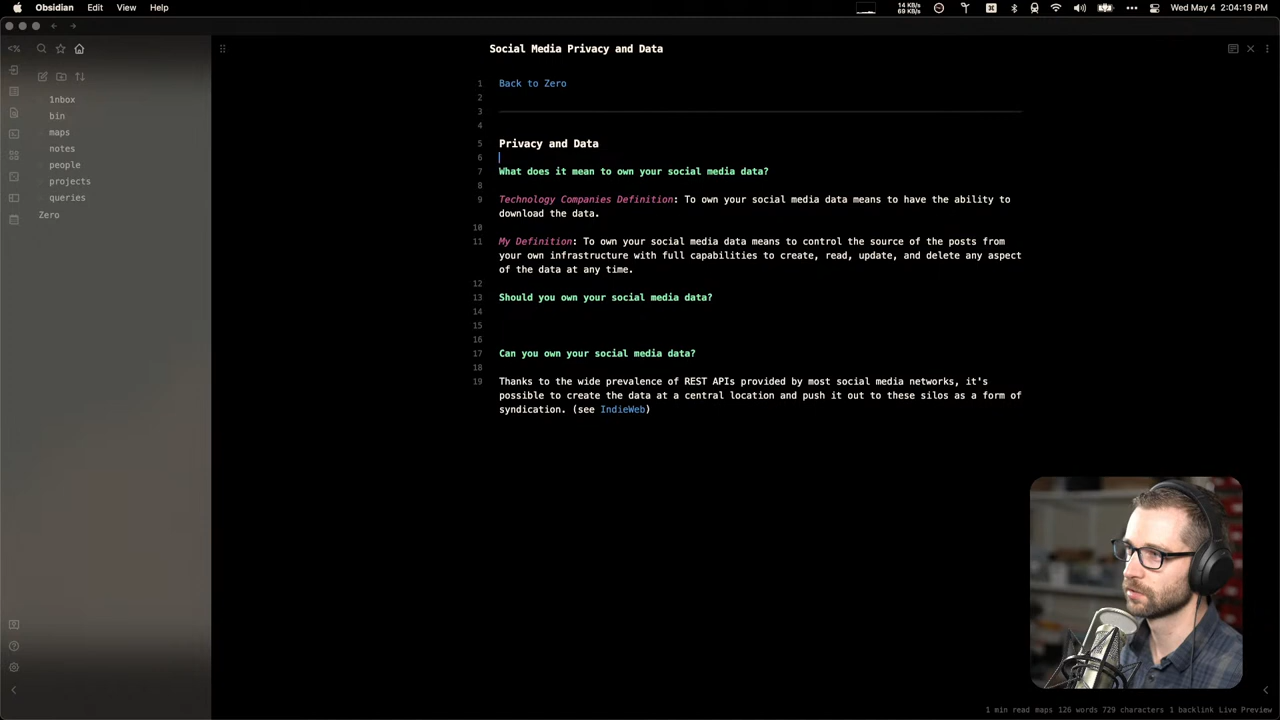 Obsidian Edit View Help
14 KB/s
69 KB/s
Wed May 4 2:04:19 PM
Social Media Privacy and Data
1nbox
bin
maps
notes
people
projects
queries
Zero
1 Back to Zero
2
3
4
5 Privacy and Data
6
7 What does it mean to own your social media data?
8
9 Technology Companies Definition: To own your social media data means to have the ability to
download the data.
10
11 My Definition: To own your social media data means to control the source of the posts from
your own infrastructure with full capabilities to create, read, update, and delete any aspect
of the data at any time.
12
13 Should you own your social media data?
14
15
16
17 Can you own your social media data?
18
19 Thanks to the wide prevalence of REST APIs provided by most social media networks, it's
possible to create the data at a central location and push it out to these silos as a form of
syndication. (see IndieWeb)
1 min read maps 126 words 729 characters 1 backlink Live Preview